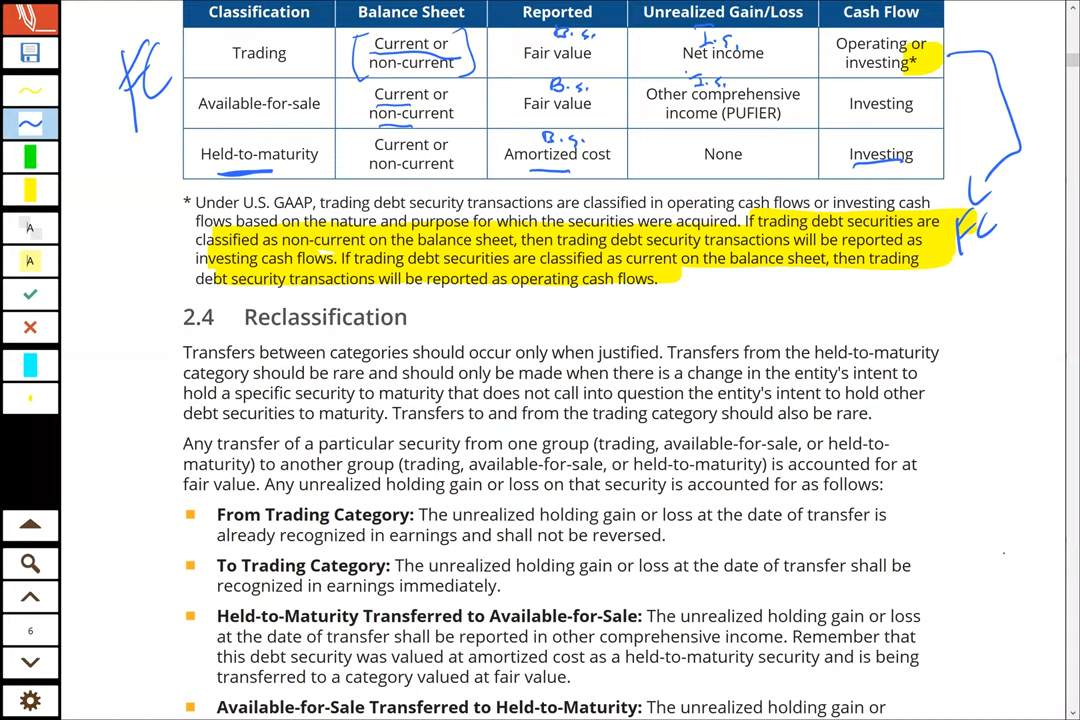 Classification Balance Sheet Reported Unrealized Gain/Loss Cash Flow
Trading Current or non-current B.S. Fair value I.S. Net income Operating or investing*
Available-for-sale Current or non-current B.S. Fair value I.S. Other comprehensive income (PUFIER) Investing
Held-to-maturity Current or non-current B.S. Amortized cost None Investing
FC
* Under U.S. GAAP, trading debt security transactions are classified in operating cash flows or investing cash
flows based on the nature and purpose for which the securities were acquired. If trading debt securities are
classified as non-current on the balance sheet, then trading debt security transactions will be reported as
investing cash flows. If trading debt securities are classified as current on the balance sheet, then trading
debt security transactions will be reported as operating cash flows.
FC
2.4 Reclassification
Transfers between categories should occur only when justified. Transfers from the held-to-maturity
category should be rare and should only be made when there is a change in the entity's intent to
hold a specific security to maturity that does not call into question the entity's intent to hold other
debt securities to maturity. Transfers to and from the trading category should also be rare.
Any transfer of a particular security from one group (trading, available-for-sale, or held-to-
maturity) to another group (trading, available-for-sale, or held-to-maturity) is accounted for at
fair value. Any unrealized holding gain or loss on that security is accounted for as follows:
From Trading Category: The unrealized holding gain or loss at the date of transfer is
already recognized in earnings and shall not be reversed.
To Trading Category: The unrealized holding gain or loss at the date of transfer shall be
recognized in earnings immediately.
Held-to-Maturity Transferred to Available-for-Sale: The unrealized holding gain or loss
at the date of transfer shall be reported in other comprehensive income. Remember that
this debt security was valued at amortized cost as a held-to-maturity security and is being
transferred to a category valued at fair value.
Available-for-Sale Transferred to Held-to-Maturity: The unrealized holding gain or
A
A
6